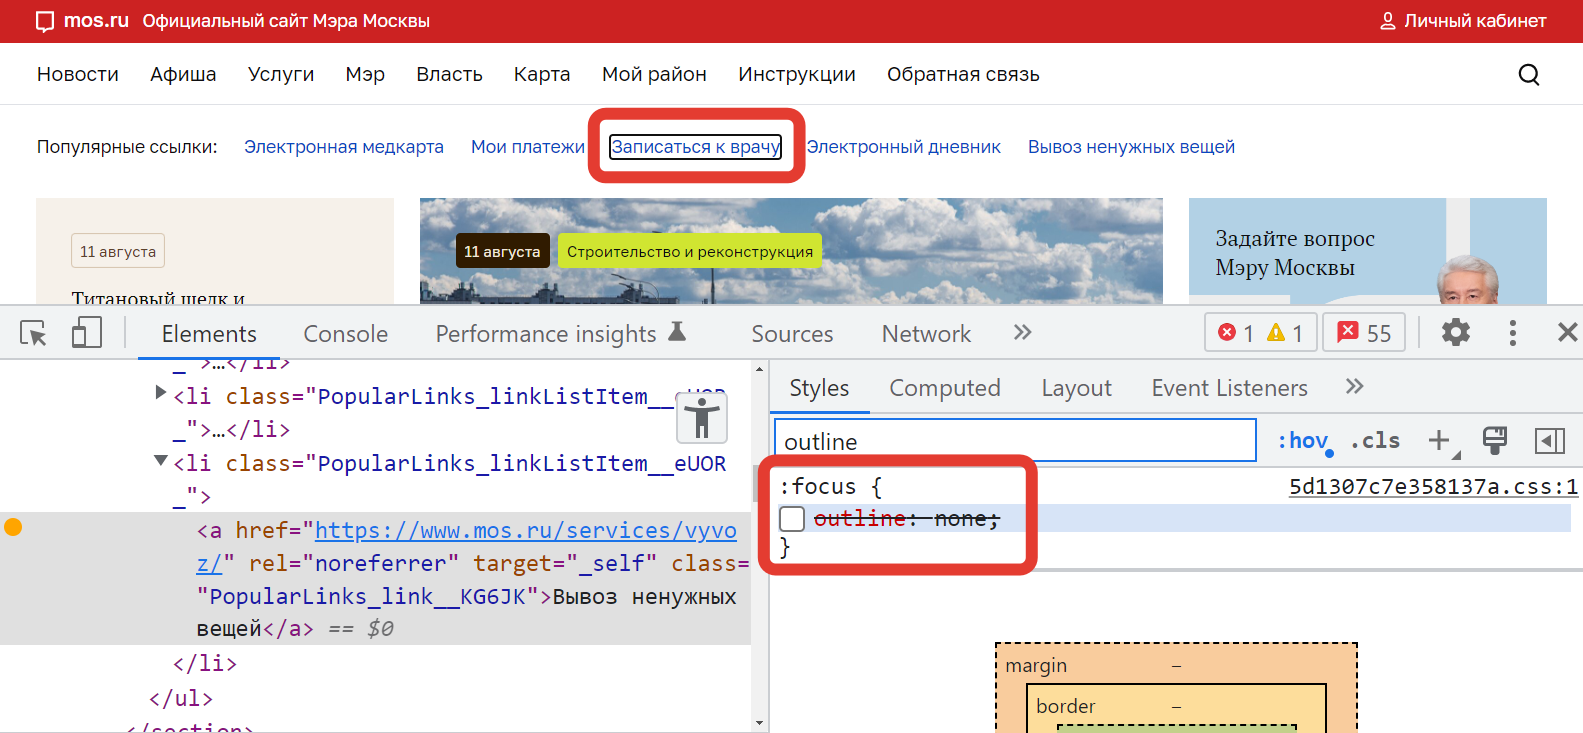 mos.ru Официальный сайт Мэра Москвы
Личный кабинет
Новости Афиша Услуги Мэр Власть Карта Мой район Инструкции Обратная связь
Популярные ссылки: Электронная медкарта Мои платежи Записаться к врачу Электронный дневник Вывоз ненужных вещей
11 августа
Титановый шелк и
11 августа Строительство и реконструкция
Задайте вопрос
Мэру Москвы
Elements Console Performance insights Sources Network » 1 1 55
_">…</li>
<li class="PopularLinks_linkListItem__eUOR
_">…</li>
<li class="PopularLinks_linkListItem__eUOR
_">
<a href="https://www.mos.ru/services/vyvo
z/" rel="noreferrer" target="_self" class=
"PopularLinks_link__KG6JK">Вывоз ненужных
вещей</a> == $0
</li>
</ul>
</section>
Styles Computed Layout Event Listeners »
outline :hov .cls
:focus { 5d1307c7e358137a.css:1
outline: none;
}
margin –
border –